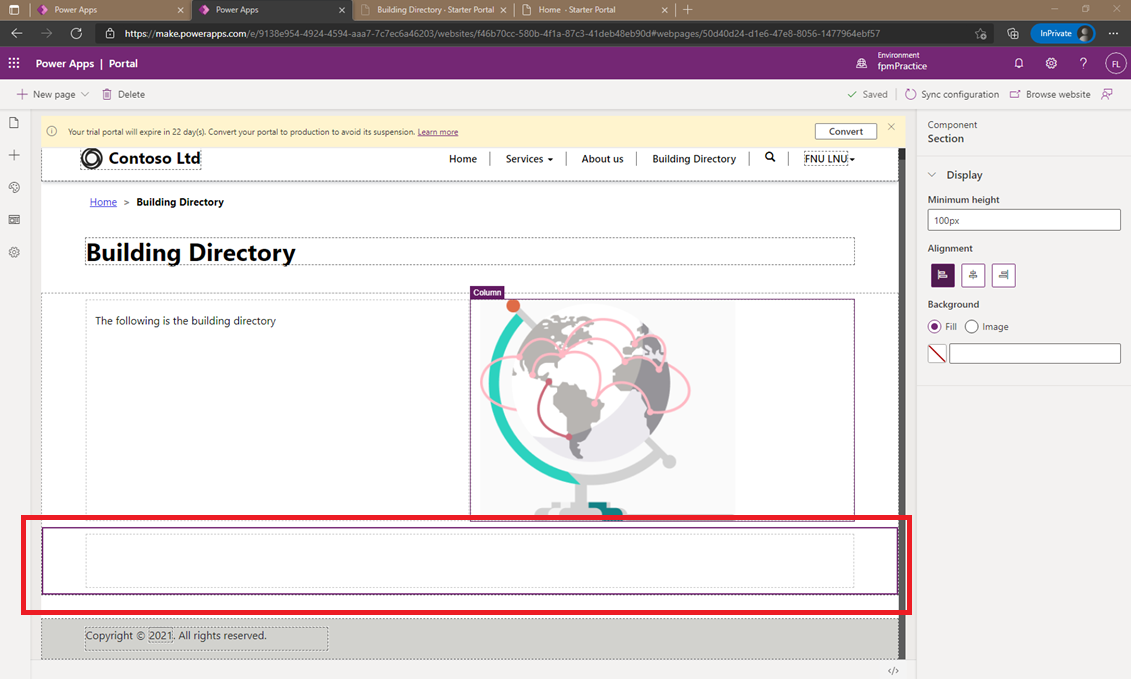 Power Apps
Power Apps
Building Directory - Starter Portal
Home - Starter Portal
https://make.powerapps.com/e/9138e954-4924-4594-aaa7-7c7ec6a46203/websites/f46b70cc-580b-4f1a-87c3-41deb48eb90d#webpages/50d40d24-d1e6-47e8-8056-1477964ebf57
InPrivate
Power Apps | Portal
Environment
fpmPractice
FL
New page
Delete
Saved
Sync configuration
Browse website
Your trial portal will expire in 22 day(s). Convert your portal to production to avoid its suspension. Learn more
Convert
Contoso Ltd
Home
Services
About us
Building Directory
FNU LNU
Home > Building Directory
Building Directory
Column
The following is the building directory
Copyright © 2021. All rights reserved.
</>
Component
Section
Display
Minimum height
100px
Alignment
Background
Fill
Image